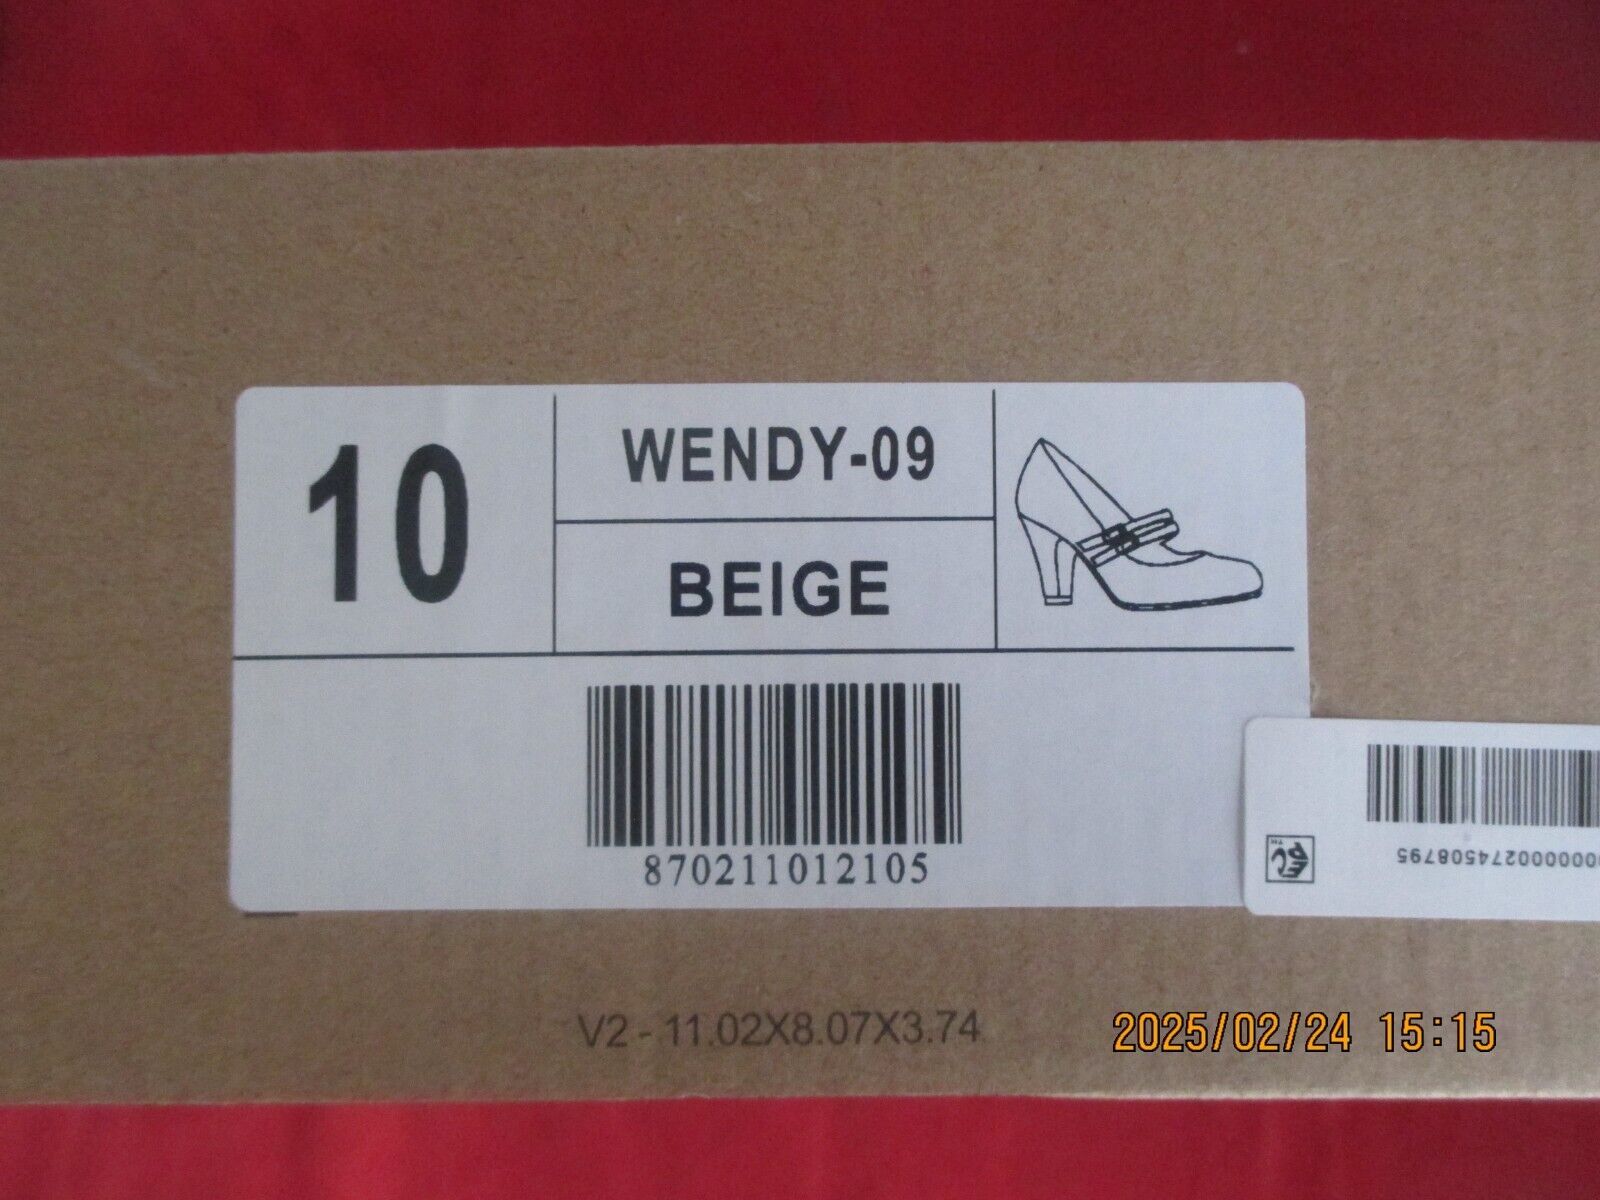 10
WENDY-09
BEIGE
870211012105
000000274508795
V2 - 11.02X8.07X3.74
2025/02/24 15:15